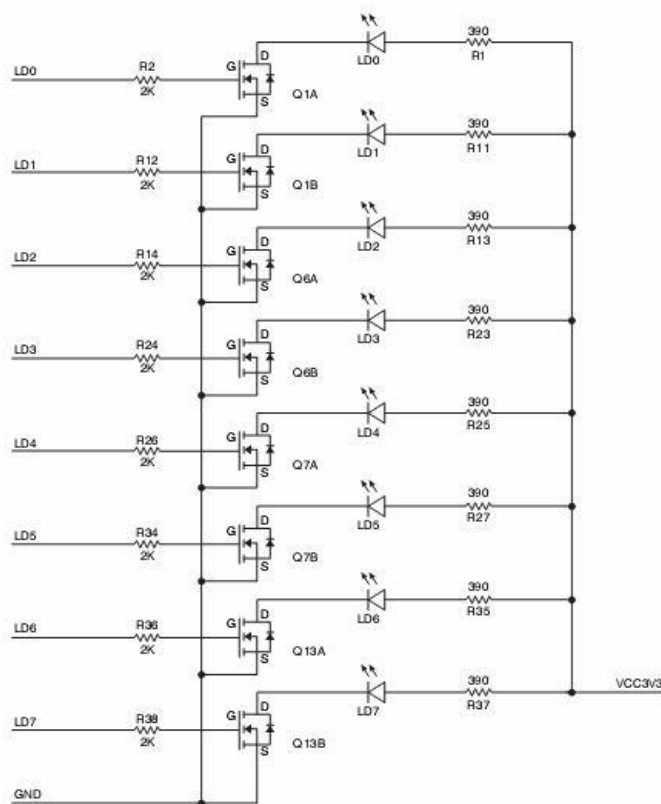 390
LD0 R1
LD0 R2 G D
2K S Q1A
390
LD1 R11
LD1 R12 G D
2K S Q1B
390
LD2 R13
LD2 R14 G D
2K S Q6A
390
LD3 R23
LD3 R24 G D
2K S Q6B
390
LD4 R25
LD4 R26 G D
2K S Q7A
390
LD5 R27
LD5 R34 G D
2K S Q7B
390
LD6 R35
LD6 R36 G D
2K S Q13A
390
LD7 R37 VCC3V3
LD7 R38 G D
2K S Q13B
GND